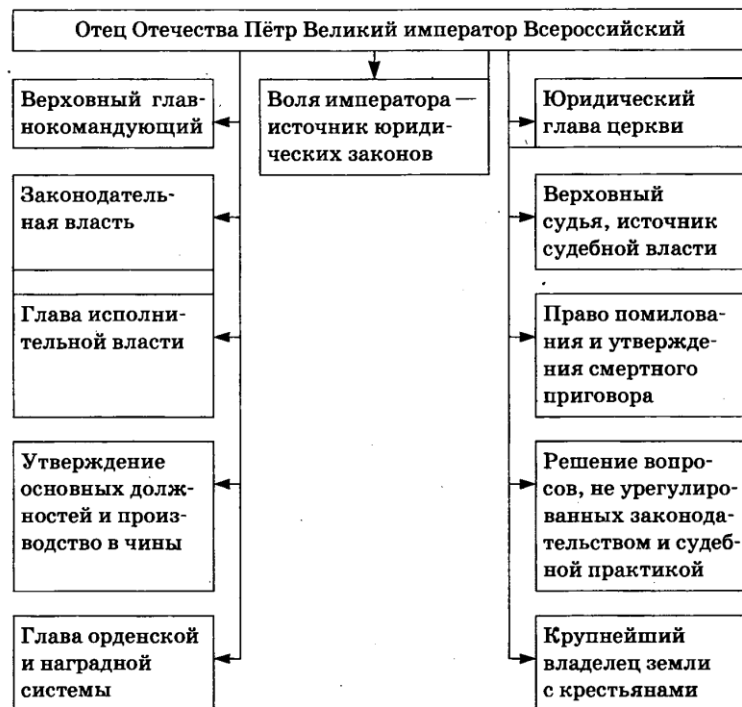 Отец Отечества Пётр Великий император Всероссийский
Верховный глав-
нокомандующий
Воля императора —
источник юриди-
ческих законов
Юридический
глава церкви
Законодатель-
ная власть
Верховный
судья, источник
судебной власти
Глава исполни-
тельной власти
Право помилова-
ния и утвержде-
ния смертного
приговора
Утверждение
основных долж-
ностей и произ-
водство в чины
Решение вопро-
сов, не урегулиро-
ванных законода-
тельством и судеб-
ной практикой
Глава орденской
и наградной
системы
Крупнейший
владелец земли
с крестьянами